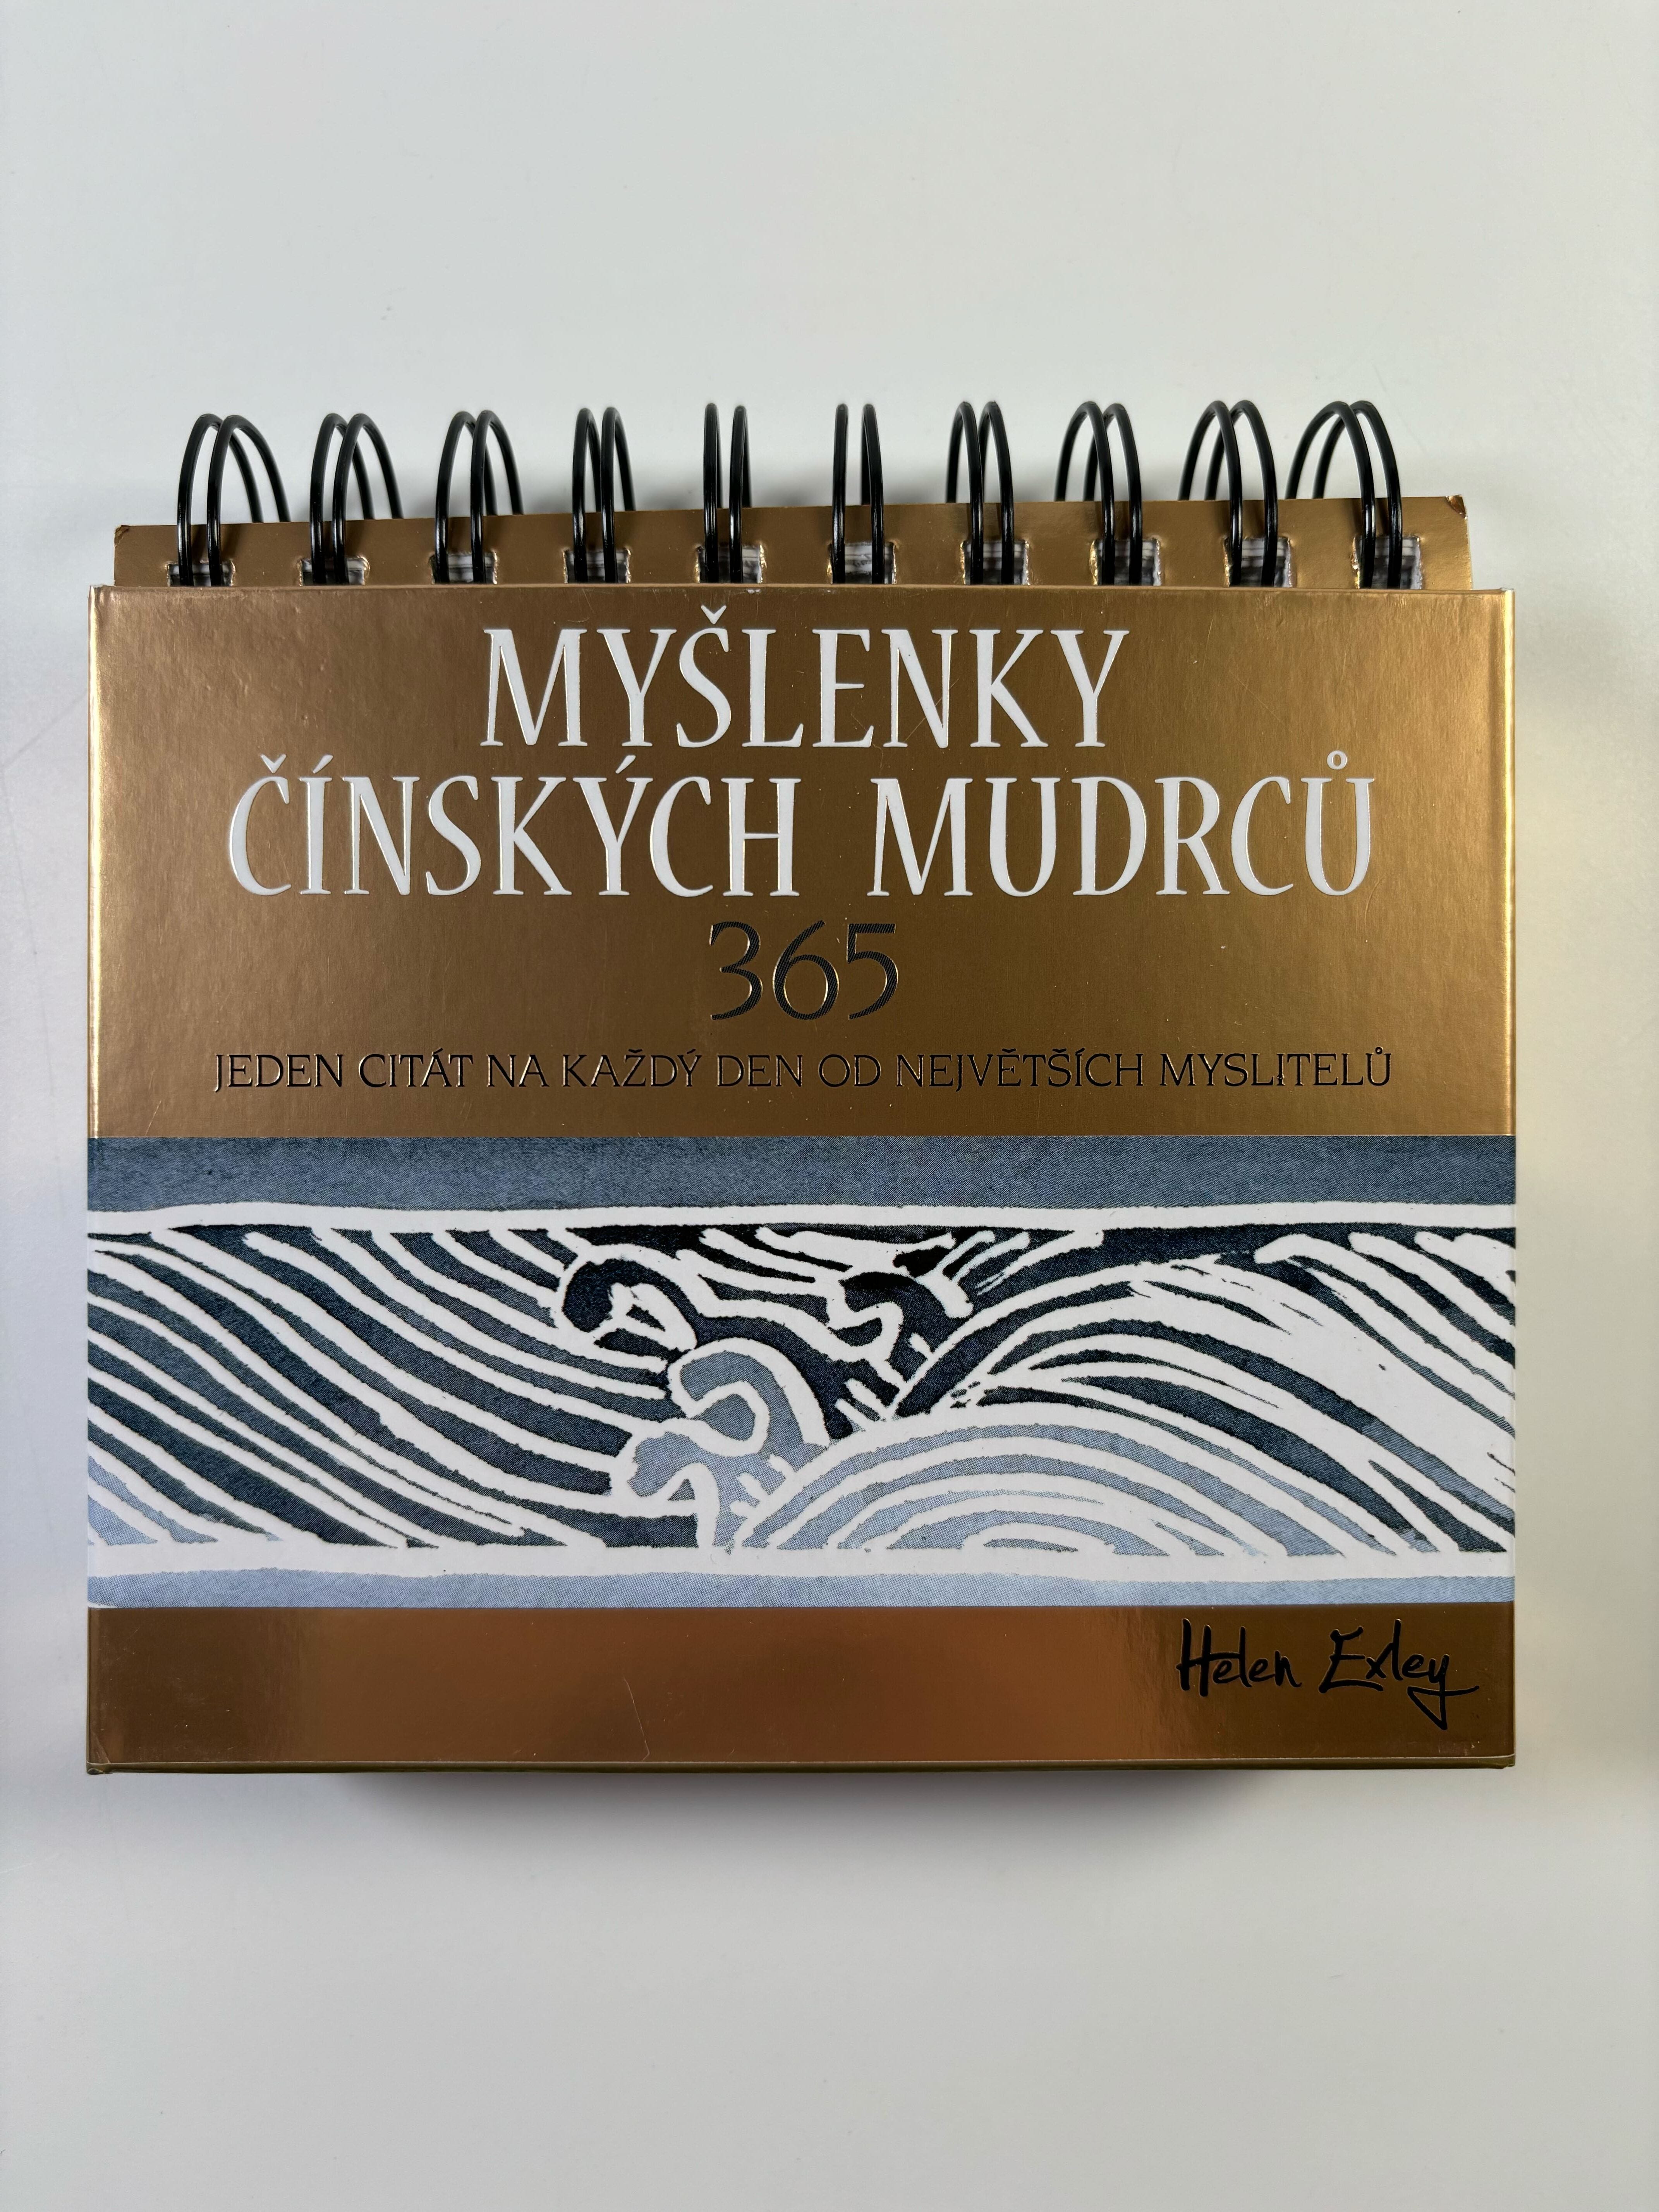 MYŠLENKY
ČÍNSKÝCH MUDRCŮ
365
JEDEN CITÁT NA KAŽDÝ DEN OD NEJVĚTŠÍCH MYSLITELŮ
Helen Exley